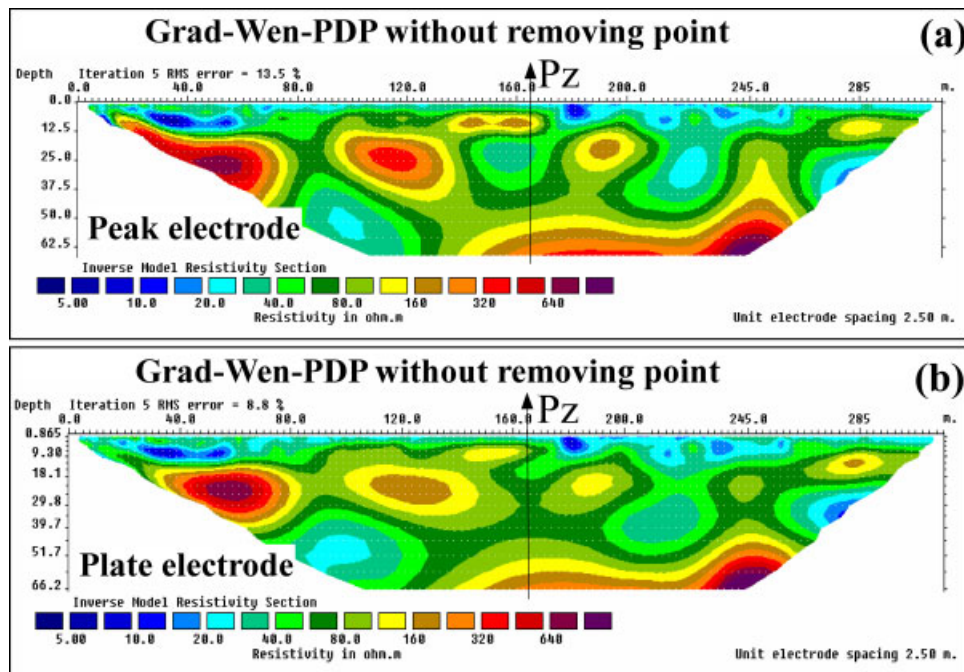 Grad-Wen-PDP without removing point (a)
Depth Iteration 5 RMS error = 13.5 %
Pz
0.0 40.0 80.0 120.0 160.0 200.0 245.0 285 m.
0.0
12.5
25.0
37.5
50.0
62.5
Peak electrode
Inverse Model Resistivity Section
5.00 10.0 20.0 40.0 80.0 160 320 640
Resistivity in ohm.m
Unit electrode spacing 2.50 m.
Grad-Wen-PDP without removing point (b)
Depth Iteration 5 RMS error = 8.8 %
Pz
0.0 40.0 80.0 120.0 160.0 200.0 245.0 285 m.
0.865
9.30
18.1
29.8
39.7
51.7
66.2
Plate electrode
Inverse Model Resistivity Section
5.00 10.0 20.0 40.0 80.0 160 320 640
Resistivity in ohm.m
Unit electrode spacing 2.50 m.